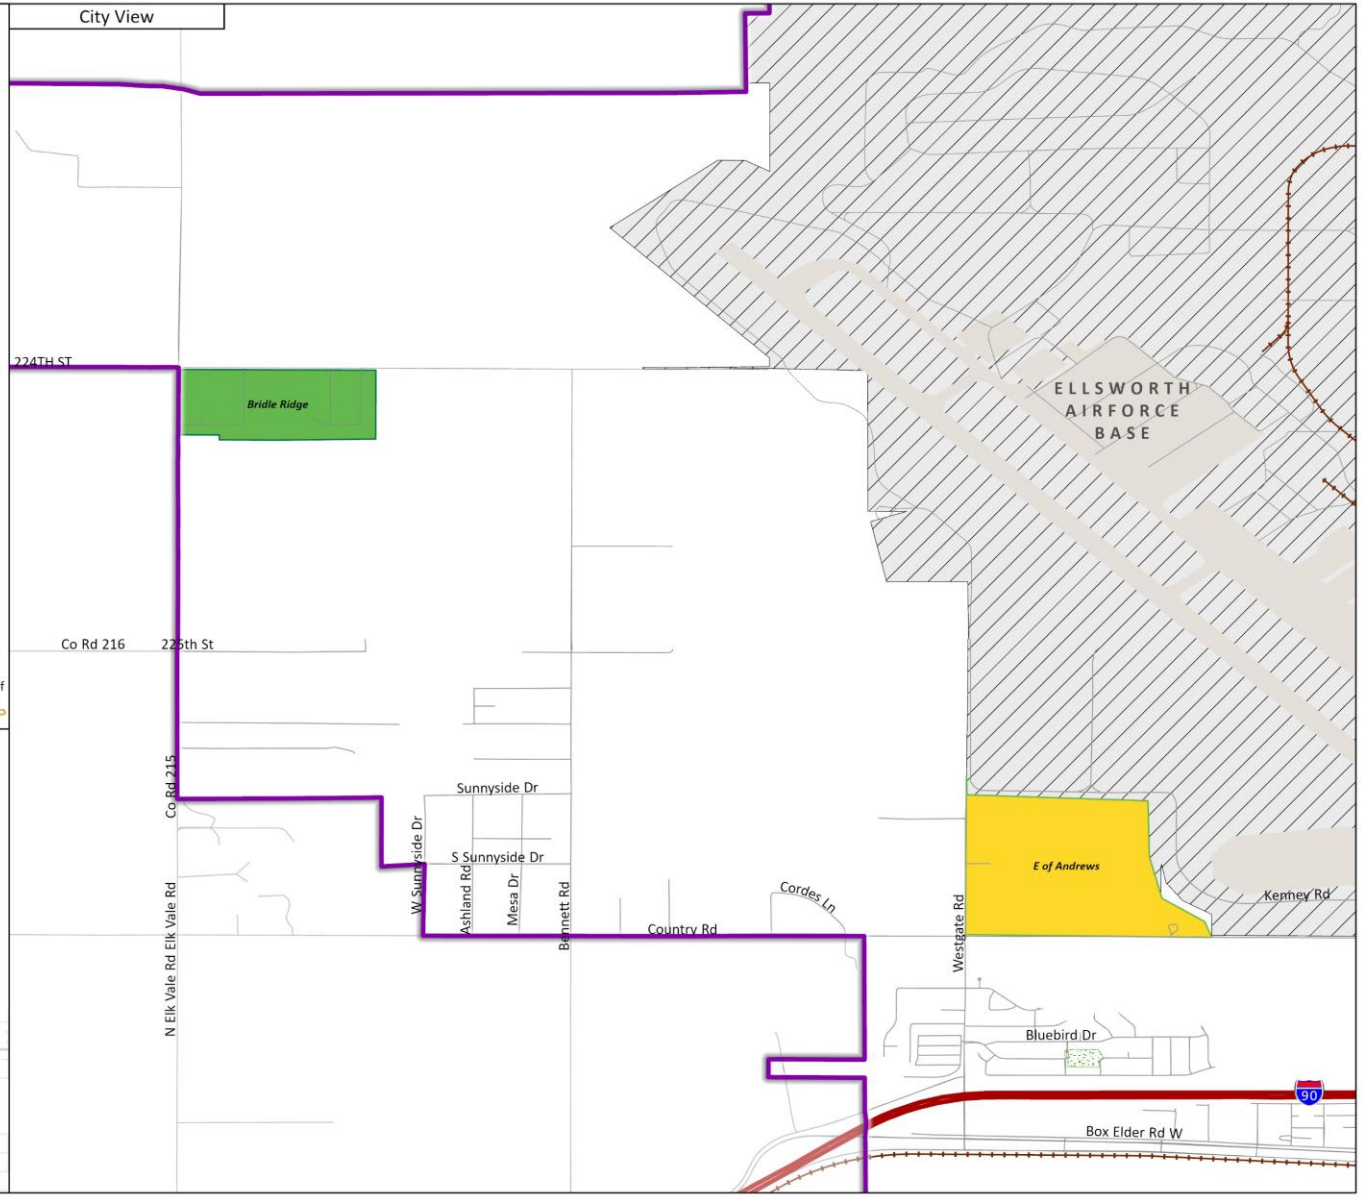 City View
224TH ST
Bridle Ridge
ELLSWORTH
AIRFORCE
BASE
Co Rd 216
225th St
f
Co Rd 215
Sunnyside Dr
W Sunnyside Dr
S Sunnyside Dr
Ashland Rd
Mesa Dr
Bennett Rd
Cordes Ln
Country Rd
E of Andrews
Kenney Rd
Westgate Rd
N Elk Vale Rd Elk Vale Rd
Bluebird Dr
90
Box Elder Rd W